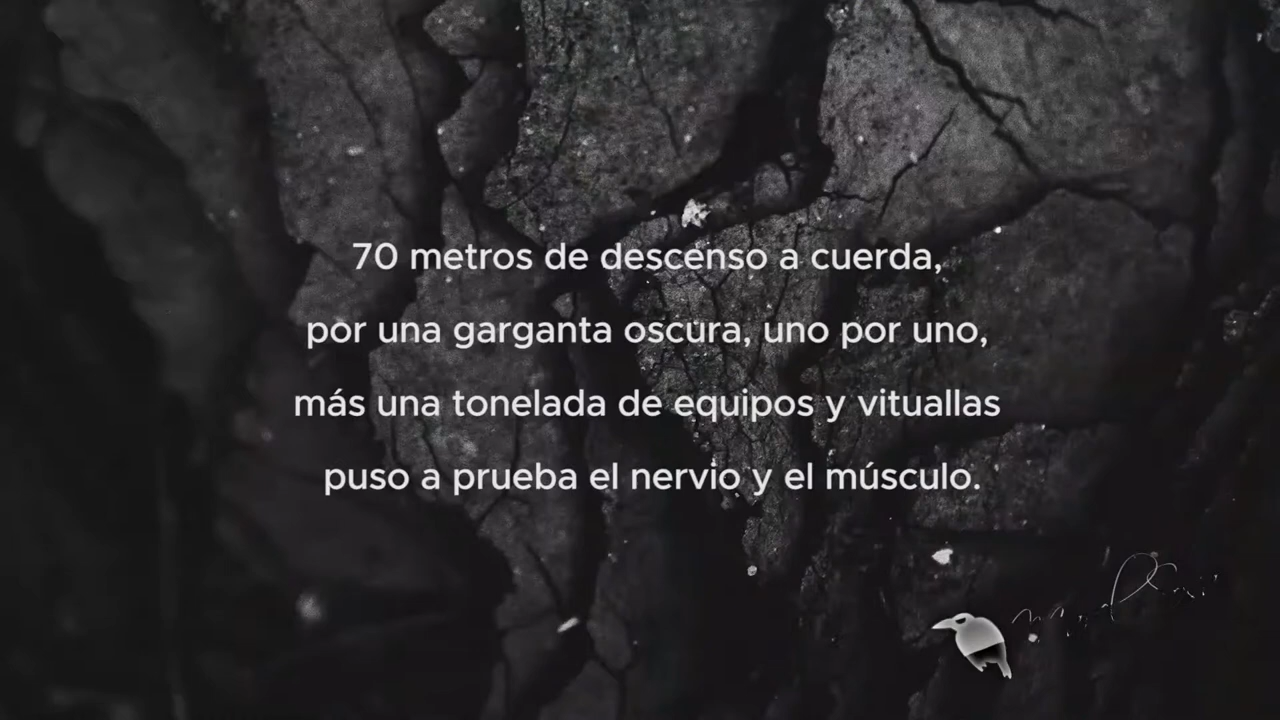 70 metros de descenso a cuerda,
por una garganta oscura, uno por uno,
más una tonelada de equipos y vituallas
puso a prueba el nervio y el músculo.